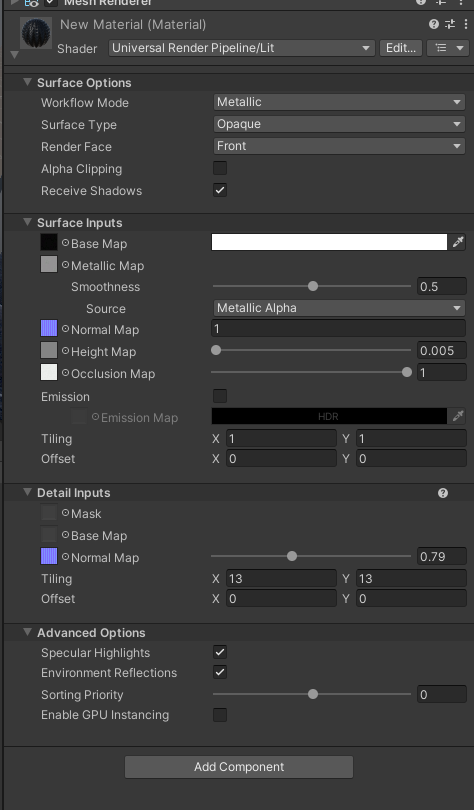 Mesh Renderer
New Material (Material)
Shader Universal Render Pipeline/Lit Edit...
Surface Options
Workflow Mode Metallic
Surface Type Opaque
Render Face Front
Alpha Clipping
Receive Shadows
Surface Inputs
Base Map
Metallic Map
Smoothness 0.5
Source Metallic Alpha
Normal Map 1
Height Map 0.005
Occlusion Map 1
Emission
Emission Map HDR
Tiling X 1 Y 1
Offset X 0 Y 0
Detail Inputs
Mask
Base Map
Normal Map 0.79
Tiling X 13 Y 13
Offset X 0 Y 0
Advanced Options
Specular Highlights
Environment Reflections
Sorting Priority 0
Enable GPU Instancing
Add Component